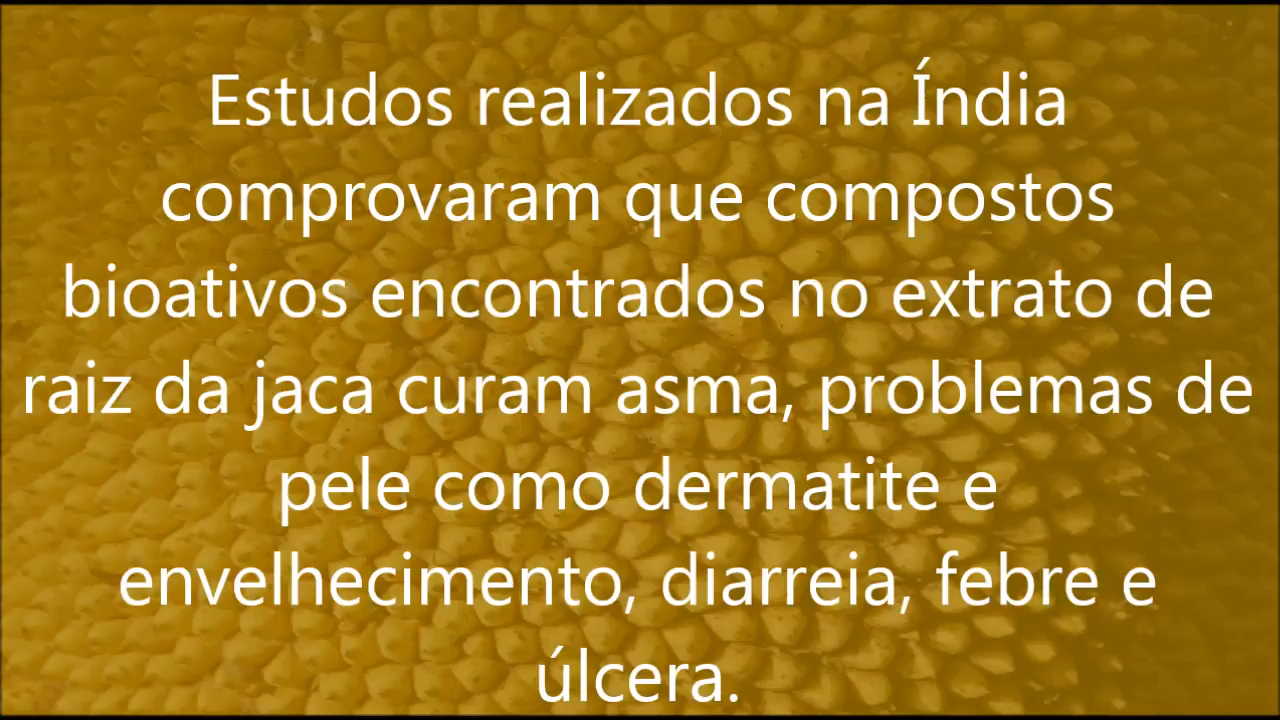 Estudos realizados na Índia
comprovaram que compostos
bioativos encontrados no extrato de
raiz da jaca curam asma, problemas de
pele como dermatite e
envelhecimento, diarreia, febre e
úlcera.